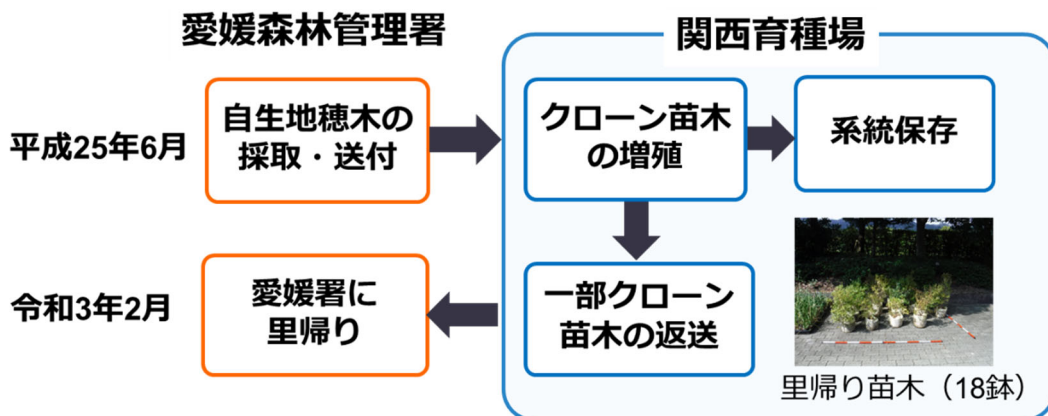 愛媛森林管理署
関西育種場
平成25年6月
自生地穂木の
採取・送付
クローン苗木
の増殖
系統保存
令和3年2月
愛媛署に
里帰り
一部クローン
苗木の返送
里帰り苗木（18鉢）